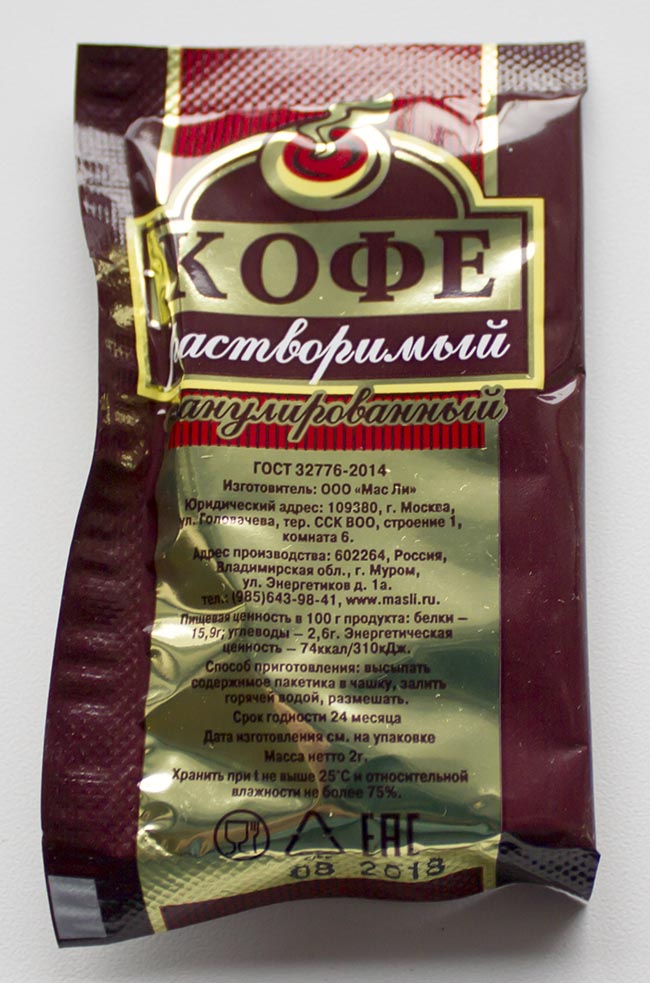 КОФЕ
растворимый
гранулированный
ГОСТ 32776-2014
Изготовитель: ООО «Мас Ли»
Юридический адрес: 109380, г. Москва,
ул. Головачева, тер. ССК ВОО, строение 1,
комната 6.
Адрес производства: 602264, Россия,
Владимирская обл., г. Муром,
ул. Энергетиков д. 1а.
тел.: (985)643-98-41, www.masli.ru.
Пищевая ценность в 100 г продукта: белки –
15,9г; углеводы – 2,6г. Энергетическая
ценность – 74ккал/310кДж.
Способ приготовления: высыпать
содержимое пакетика в чашку, залить
горячей водой, размешать.
Срок годности 24 месяца
Дата изготовления см. на упаковке
Масса нетто 2г.
Хранить при t не выше 25°С и относительной
влажности не более 75%.
ЕАС
08 2018